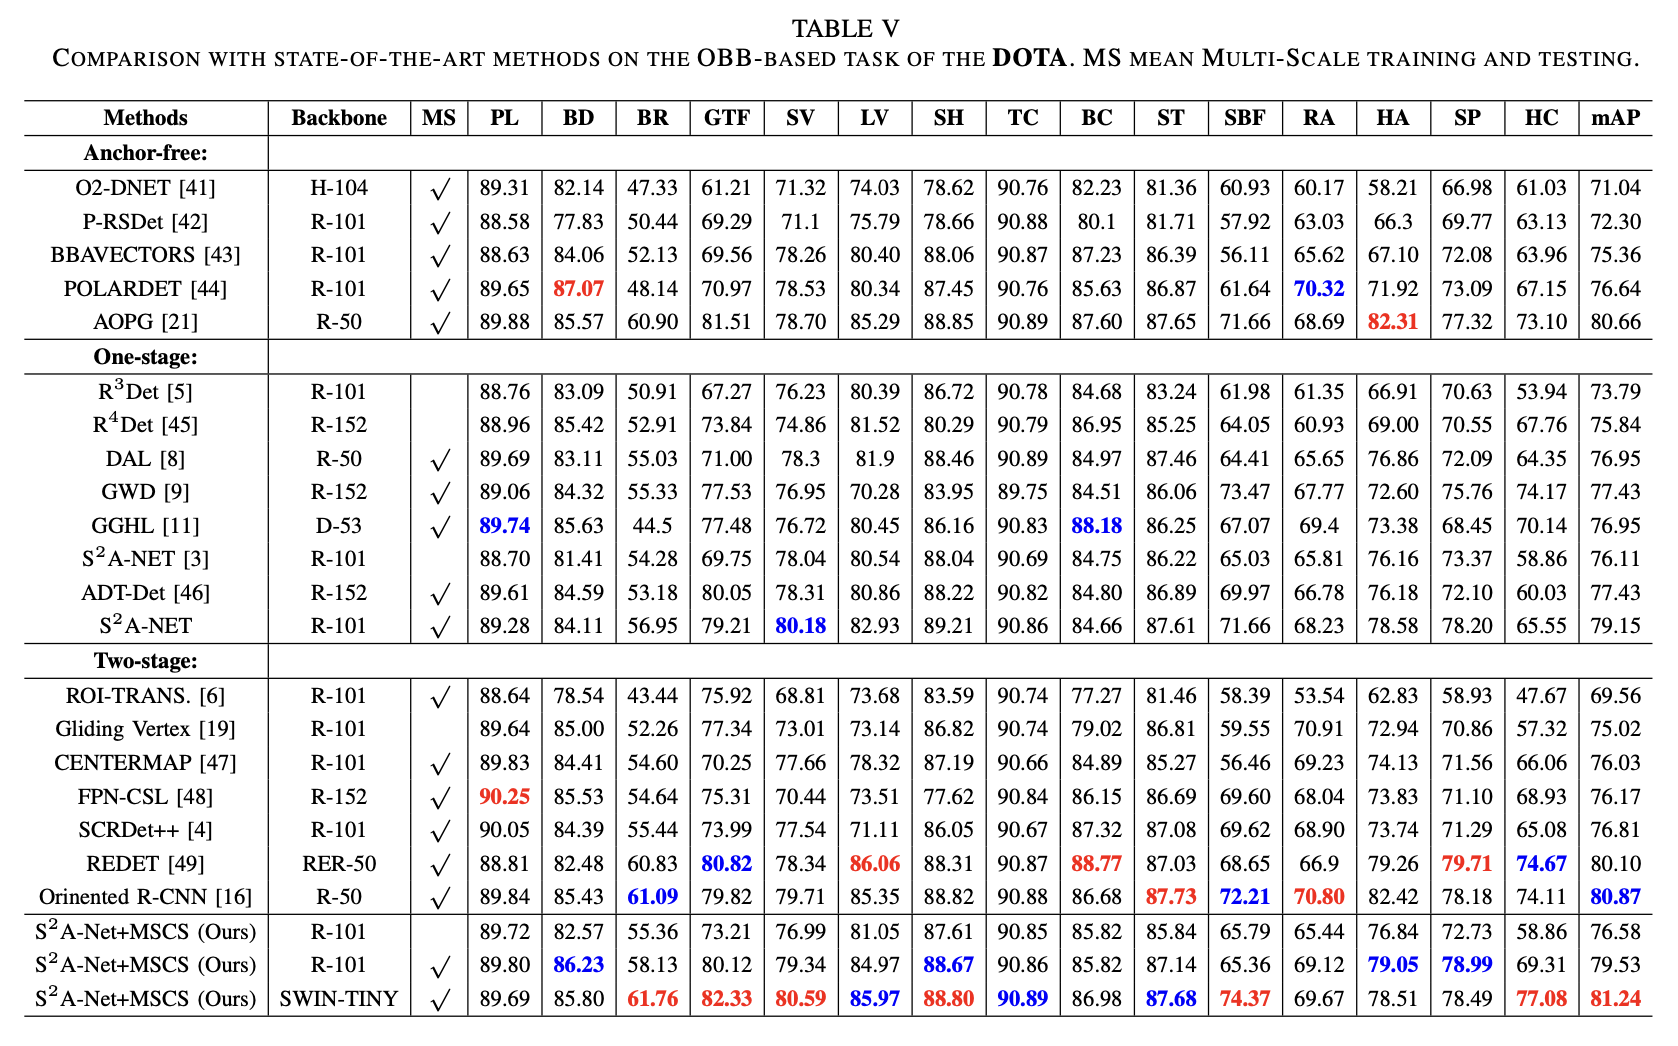 TABLE V
COMPARISON WITH STATE-OF-THE-ART METHODS ON THE OBB-BASED TASK OF THE DOTA. MS MEAN MULTI-SCALE TRAINING AND TESTING.
Methods Backbone MS PL BD BR GTF SV LV SH TC BC ST SBF RA HA SP HC mAP
Anchor-free:
O2-DNET [41] H-104 √ 89.31 82.14 47.33 61.21 71.32 74.03 78.62 90.76 82.23 81.36 60.93 60.17 58.21 66.98 61.03 71.04
P-RSDet [42] R-101 √ 88.58 77.83 50.44 69.29 71.1 75.79 78.66 90.88 80.1 81.71 57.92 63.03 66.3 69.77 63.13 72.30
BBAVECTORS [43] R-101 √ 88.63 84.06 52.13 69.56 78.26 80.40 88.06 90.87 87.23 86.39 56.11 65.62 67.10 72.08 63.96 75.36
POLARDET [44] R-101 √ 89.65 87.07 48.14 70.97 78.53 80.34 87.45 90.76 85.63 86.87 61.64 70.32 71.92 73.09 67.15 76.64
AOPG [21] R-50 √ 89.88 85.57 60.90 81.51 78.70 85.29 88.85 90.89 87.60 87.65 71.66 68.69 82.31 77.32 73.10 80.66
One-stage:
R³Det [5] R-101 88.76 83.09 50.91 67.27 76.23 80.39 86.72 90.78 84.68 83.24 61.98 61.35 66.91 70.63 53.94 73.79
R⁴Det [45] R-152 88.96 85.42 52.91 73.84 74.86 81.52 80.29 90.79 86.95 85.25 64.05 60.93 69.00 70.55 67.76 75.84
DAL [8] R-50 √ 89.69 83.11 55.03 71.00 78.3 81.9 88.46 90.89 84.97 87.46 64.41 65.65 76.86 72.09 64.35 76.95
GWD [9] R-152 √ 89.06 84.32 55.33 77.53 76.95 70.28 83.95 89.75 84.51 86.06 73.47 67.77 72.60 75.76 74.17 77.43
GGHL [11] D-53 √ 89.74 85.63 44.5 77.48 76.72 80.45 86.16 90.83 88.18 86.25 67.07 69.4 73.38 68.45 70.14 76.95
S²A-NET [3] R-101 88.70 81.41 54.28 69.75 78.04 80.54 88.04 90.69 84.75 86.22 65.03 65.81 76.16 73.37 58.86 76.11
ADT-Det [46] R-152 √ 89.61 84.59 53.18 80.05 78.31 80.86 88.22 90.82 84.80 86.89 69.97 66.78 76.18 72.10 60.03 77.43
S²A-NET R-101 √ 89.28 84.11 56.95 79.21 80.18 82.93 89.21 90.86 84.66 87.61 71.66 68.23 78.58 78.20 65.55 79.15
Two-stage:
ROI-TRANS. [6] R-101 √ 88.64 78.54 43.44 75.92 68.81 73.68 83.59 90.74 77.27 81.46 58.39 53.54 62.83 58.93 47.67 69.56
Gliding Vertex [19] R-101 89.64 85.00 52.26 77.34 73.01 73.14 86.82 90.74 79.02 86.81 59.55 70.91 72.94 70.86 57.32 75.02
CENTERMAP [47] R-101 √ 89.83 84.41 54.60 70.25 77.66 78.32 87.19 90.66 84.89 85.27 56.46 69.23 74.13 71.56 66.06 76.03
FPN-CSL [48] R-152 √ 90.25 85.53 54.64 75.31 70.44 73.51 77.62 90.84 86.15 86.69 69.60 68.04 73.83 71.10 68.93 76.17
SCRDet++ [4] R-101 √ 90.05 84.39 55.44 73.99 77.54 71.11 86.05 90.67 87.32 87.08 69.62 68.90 73.74 71.29 65.08 76.81
REDET [49] RER-50 √ 88.81 82.48 60.83 80.82 78.34 86.06 88.31 90.87 88.77 87.03 68.65 66.9 79.26 79.71 74.67 80.10
Orinented R-CNN [16] R-50 √ 89.84 85.43 61.09 79.82 79.71 85.35 88.82 90.88 86.68 87.73 72.21 70.80 82.42 78.18 74.11 80.87
S²A-Net+MSCS (Ours) R-101 89.72 82.57 55.36 73.21 76.99 81.05 87.61 90.85 85.82 85.84 65.79 65.44 76.84 72.73 58.86 76.58
S²A-Net+MSCS (Ours) R-101 √ 89.80 86.23 58.13 80.12 79.34 84.97 88.67 90.86 85.82 87.14 65.36 69.12 79.05 78.99 69.31 79.53
S²A-Net+MSCS (Ours) SWIN-TINY √ 89.69 85.80 61.76 82.33 80.59 85.97 88.80 90.89 86.98 87.68 74.37 69.67 78.51 78.49 77.08 81.24